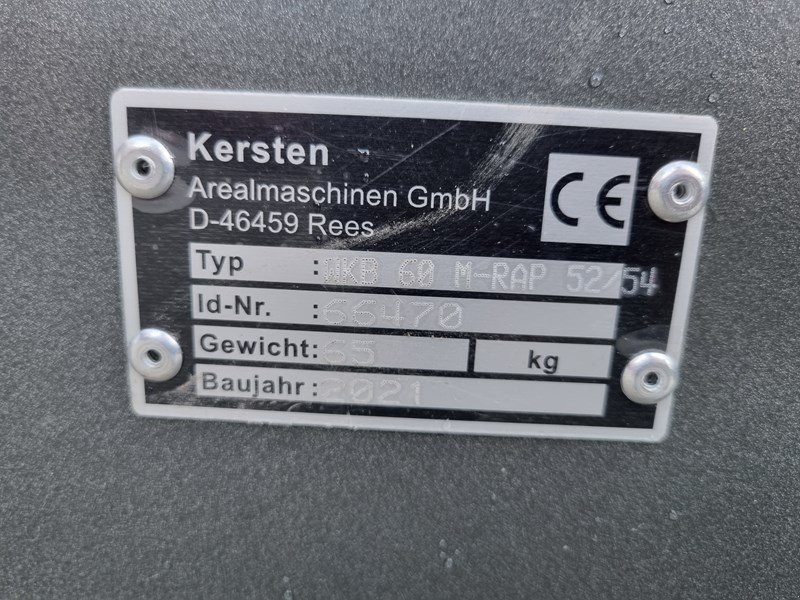 Kersten
Arealmaschinen GmbH
D-46459 Rees
CE
Typ : WKB 60 M-RAP 52/54
Id-Nr. : 66470
Gewicht: 65 kg
Baujahr : 2021